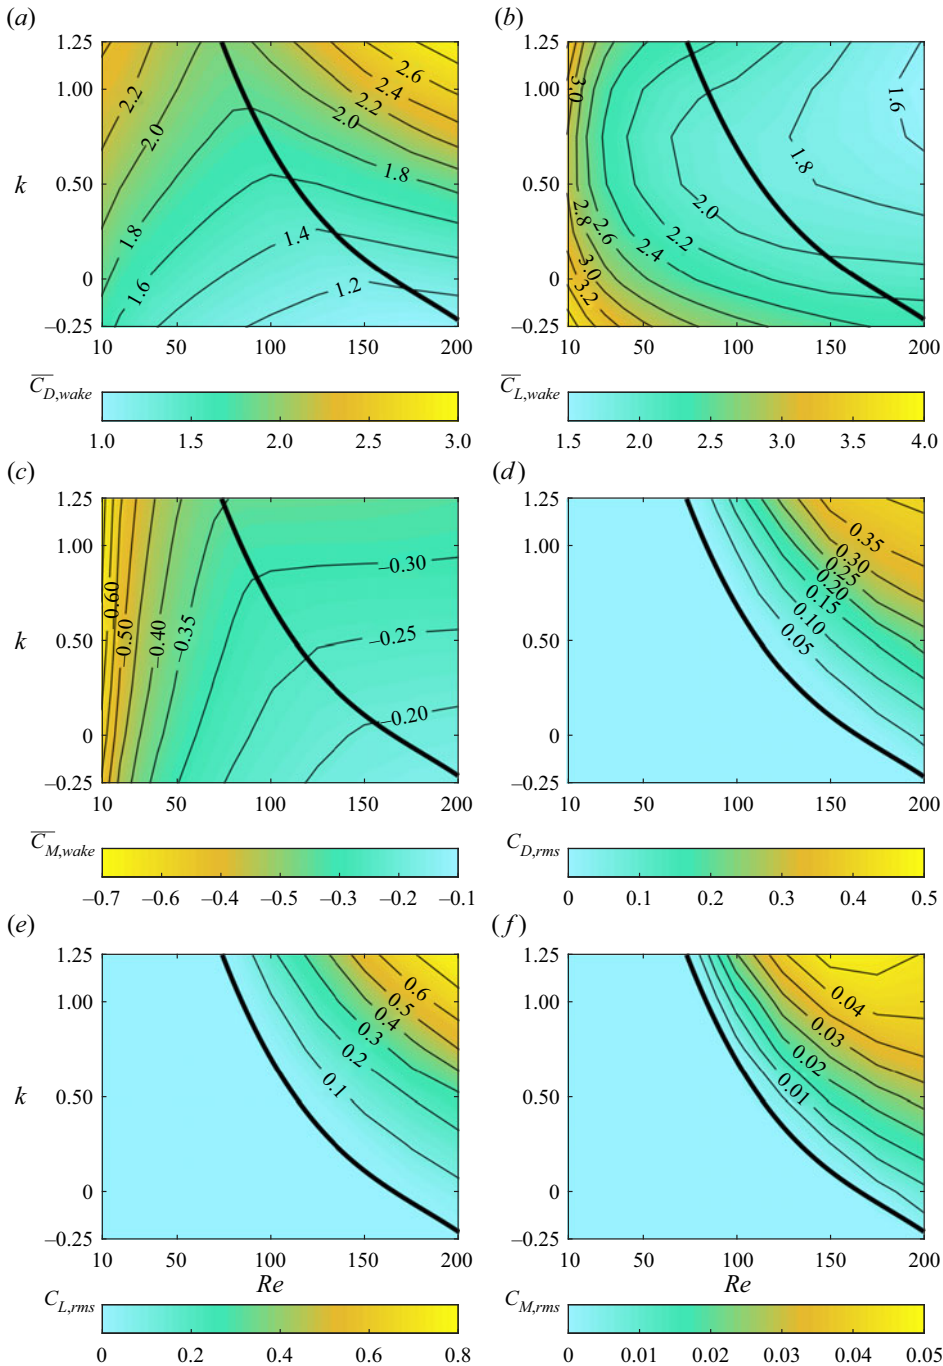 (a)
(b)
1.25
1.00
0.50
0
–0.25
k
2.2
2.0
1.8
1.6
1.4
1.2
2.6
2.4
2.2
2.0
1.8
10 50 100 150 200
C̅D,wake
1.0 1.5 2.0 2.5 3.0
1.25
1.00
0.50
0
–0.25
3.0
2.8
2.6
3.0
3.2
2.4
2.2
2.0
1.8
1.6
10 50 100 150 200
C̅L,wake
1.5 2.0 2.5 3.0 3.5 4.0
(c)
(d)
1.25
1.00
0.50
0
–0.25
k
0.60
–0.50
–0.40
–0.35
–0.30
–0.25
–0.20
10 50 100 150 200
C̅M,wake
–0.7 –0.6 –0.4 –0.5 –0.3 –0.2 –0.1
1.25
1.00
0.50
0
–0.25
0.35
0.30
0.25
0.20
0.15
0.10
0.05
10 50 100 150 200
CD,rms
0 0.1 0.2 0.3 0.4 0.5
(e)
(f)
1.25
1.00
0.50
0
–0.25
k
0.6
0.5
0.4
0.3
0.2
0.1
10 50 100 150 200
Re
CL,rms
0 0.2 0.4 0.6 0.8
1.25
1.00
0.50
0
–0.25
0.04
0.03
0.02
0.01
10 50 100 150 200
Re
CM,rms
0 0.01 0.02 0.03 0.04 0.05